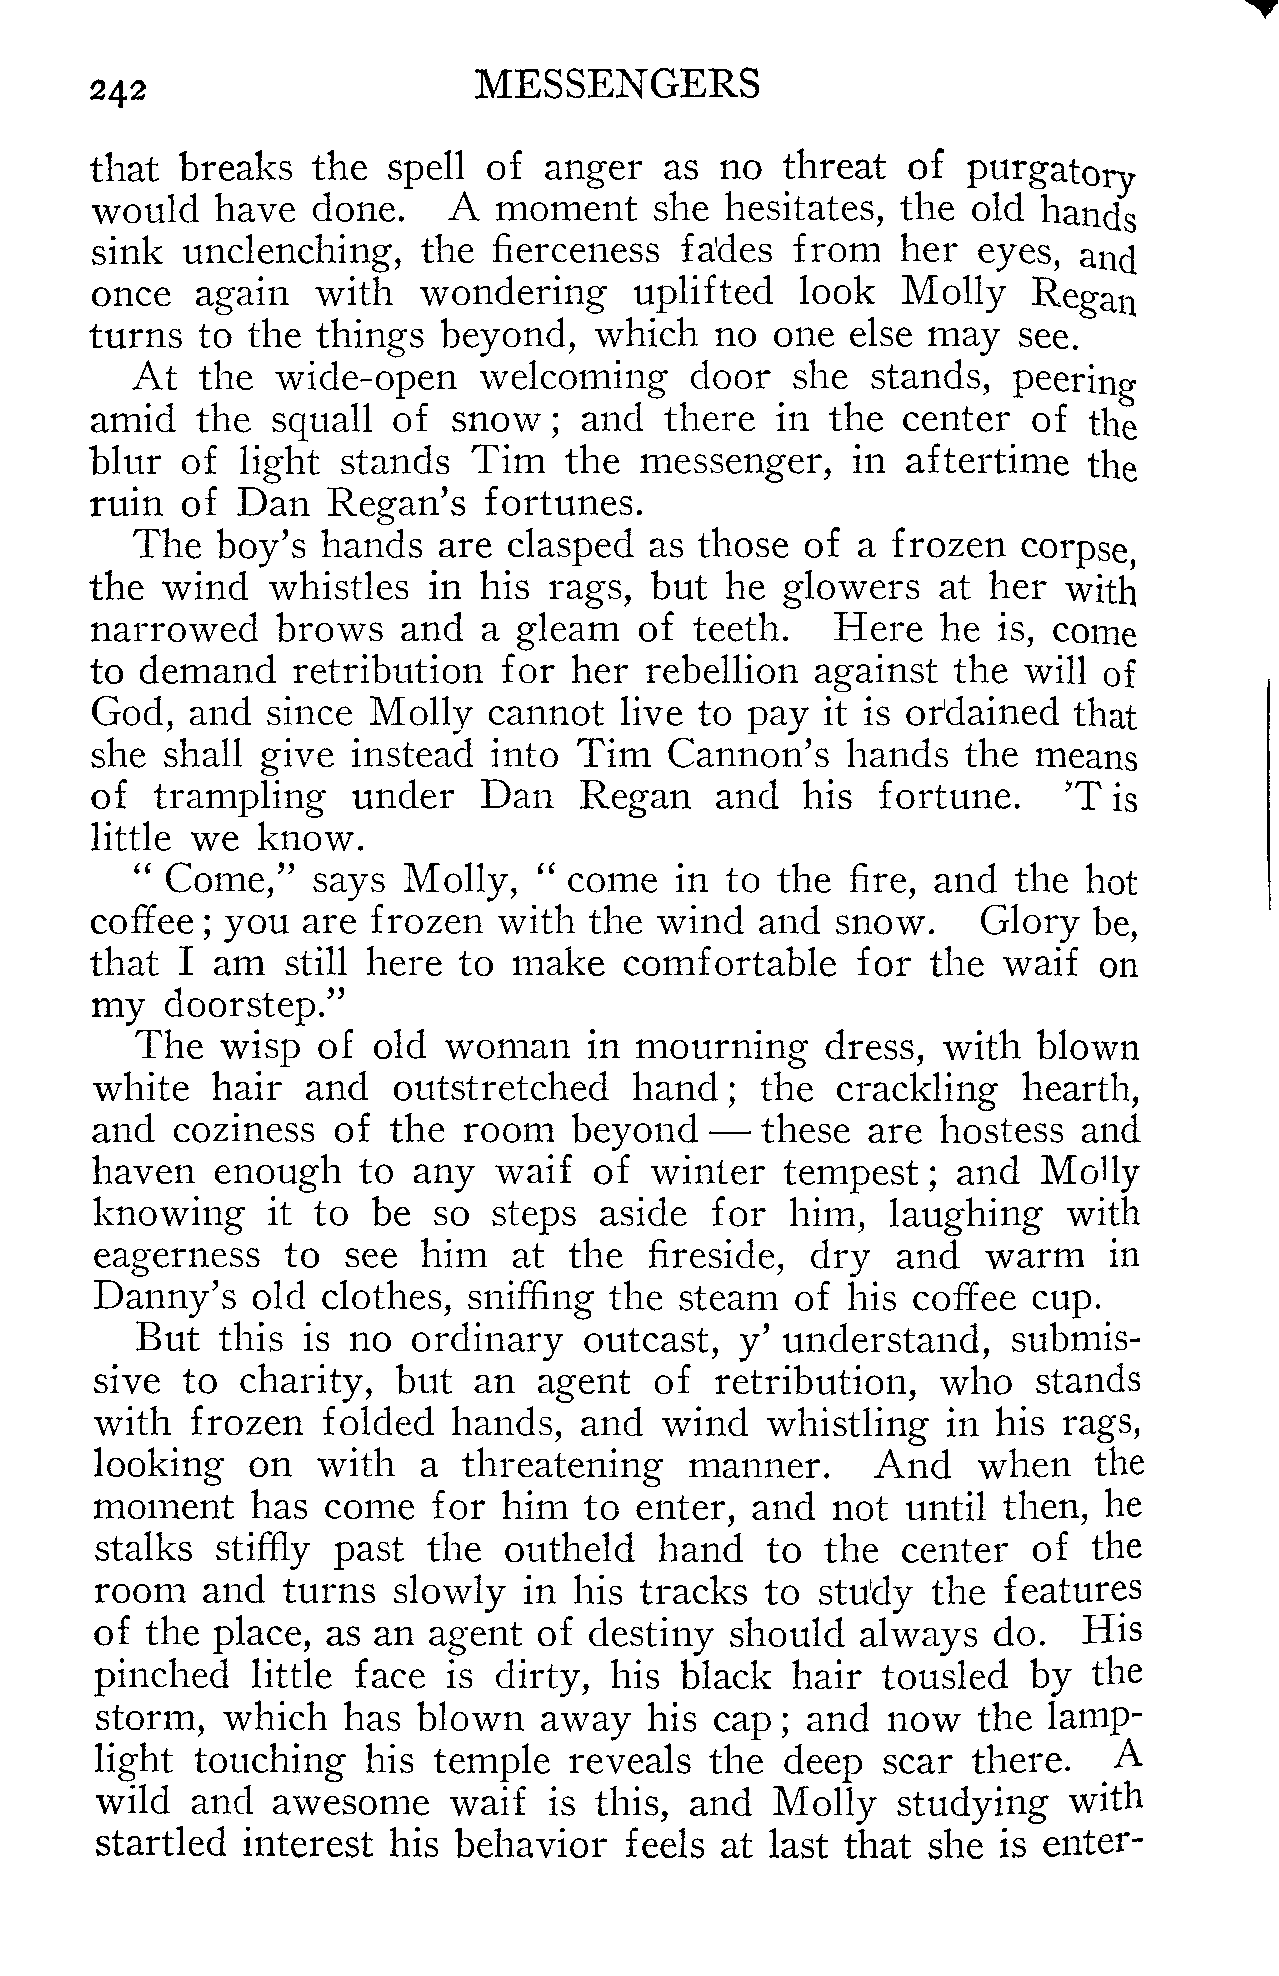 242 MESSENGERS
that breaks the spell of anger as no threat of purgatory
would have done. A moment she hesitates, the old hands
sink unclenching, the fierceness fades from her eyes, and
once again with wondering uplifted look Molly Regan
turns to the things beyond, which no one else may see.
At the wide-open welcoming door she stands, peering
amid the squall of snow; and there in the center of the
blur of light stands Tim the messenger, in aftertime the
ruin of Dan Regan's fortunes.
The boy's hands are clasped as those of a frozen corpse,
the wind whistles in his rags, but he glowers at her with
narrowed brows and a gleam of teeth. Here he is, come
to demand retribution for her rebellion against the will of
God, and since Molly cannot live to pay it is ordained that
she shall give instead into Tim Cannon's hands the means
of trampling under Dan Regan and his fortune. 'T is
little we know.
" Come," says Molly, " come in to the fire, and the hot
coffee; you are frozen with the wind and snow. Glory be,
that I am still here to make comfortable for the waif on
my doorstep."
The wisp of old woman in mourning dress, with blown
white hair and outstretched hand; the crackling hearth,
and coziness of the room beyond — these are hostess and
haven enough to any waif of winter tempest; and Molly
knowing it to be so steps aside for him, laughing with
eagerness to see him at the fireside, dry and warm in
Danny's old clothes, sniffing the steam of his coffee cup.
But this is no ordinary outcast, y' understand, submis-
sive to charity, but an agent of retribution, who stands
with frozen folded hands, and wind whistling in his rags,
looking on with a threatening manner. And when the
moment has come for him to enter, and not until then, he
stalks stiffly past the outheld hand to the center of the
room and turns slowly in his tracks to study the features
of the place, as an agent of destiny should always do. His
pinched little face is dirty, his black hair tousled by the
storm, which has blown away his cap; and now the lamp-
light touching his temple reveals the deep scar there. A
wild and awesome waif is this, and Molly studying with
startled interest his behavior feels at last that she is enter-